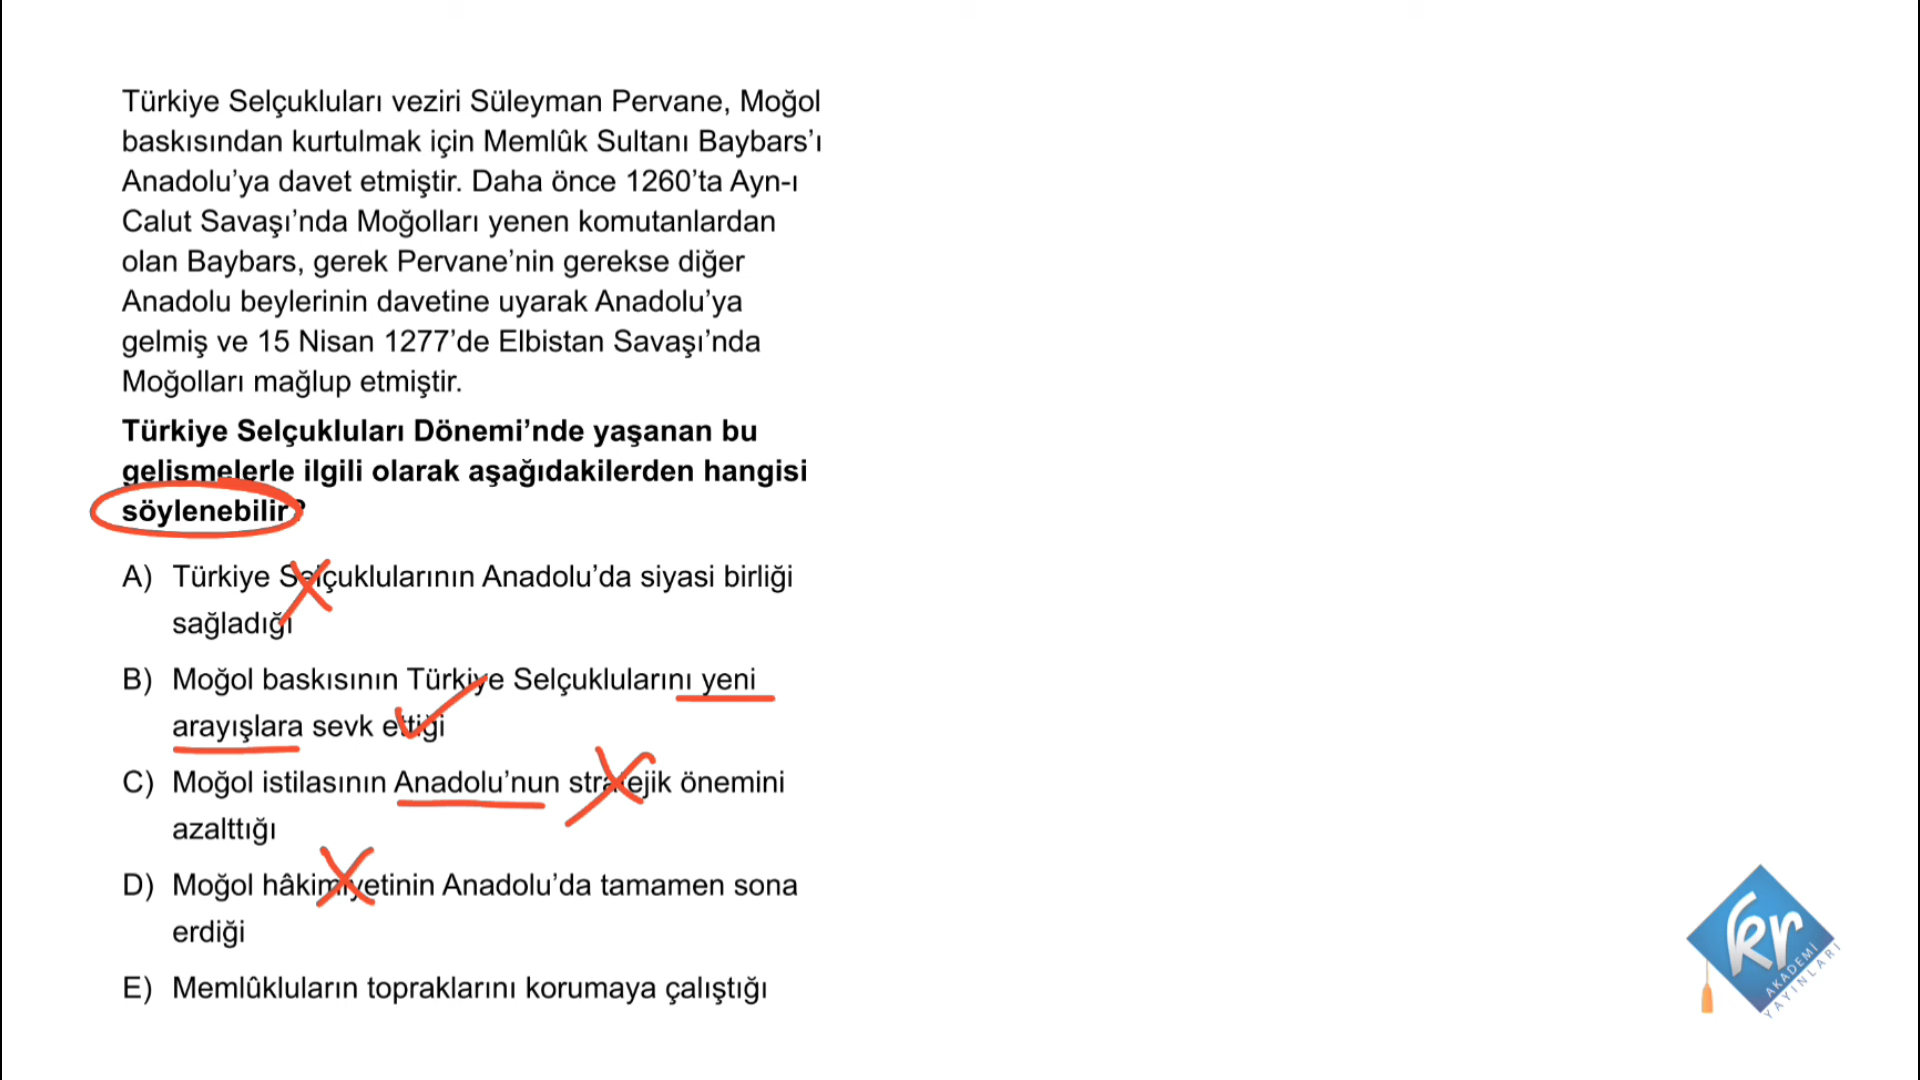 Türkiye Selçukluları veziri Süleyman Pervane, Moğol
baskısından kurtulmak için Memlûk Sultanı Baybars’ı
Anadolu’ya davet etmiştir. Daha önce 1260’ta Ayn-ı
Calut Savaşı’nda Moğolları yenen komutanlardan
olan Baybars, gerek Pervane’nin gerekse diğer
Anadolu beylerinin davetine uyarak Anadolu’ya
gelmiş ve 15 Nisan 1277’de Elbistan Savaşı’nda
Moğolları mağlup etmiştir.
Türkiye Selçukluları Dönemi’nde yaşanan bu
gelişmelerle ilgili olarak aşağıdakilerden hangisi
söylenebilir?
A) Türkiye Selçuklularının Anadolu’da siyasi birliği
sağladığı
B) Moğol baskısının Türkiye Selçuklularını yeni
arayışlara sevk ettiği
C) Moğol istilasının Anadolu’nun stratejik önemini
azalttığı
D) Moğol hâkimiyetinin Anadolu’da tamamen sona
erdiği
E) Memlûkluların topraklarını korumaya çalıştığı
kr
AKADEMİ
YAYINLARI